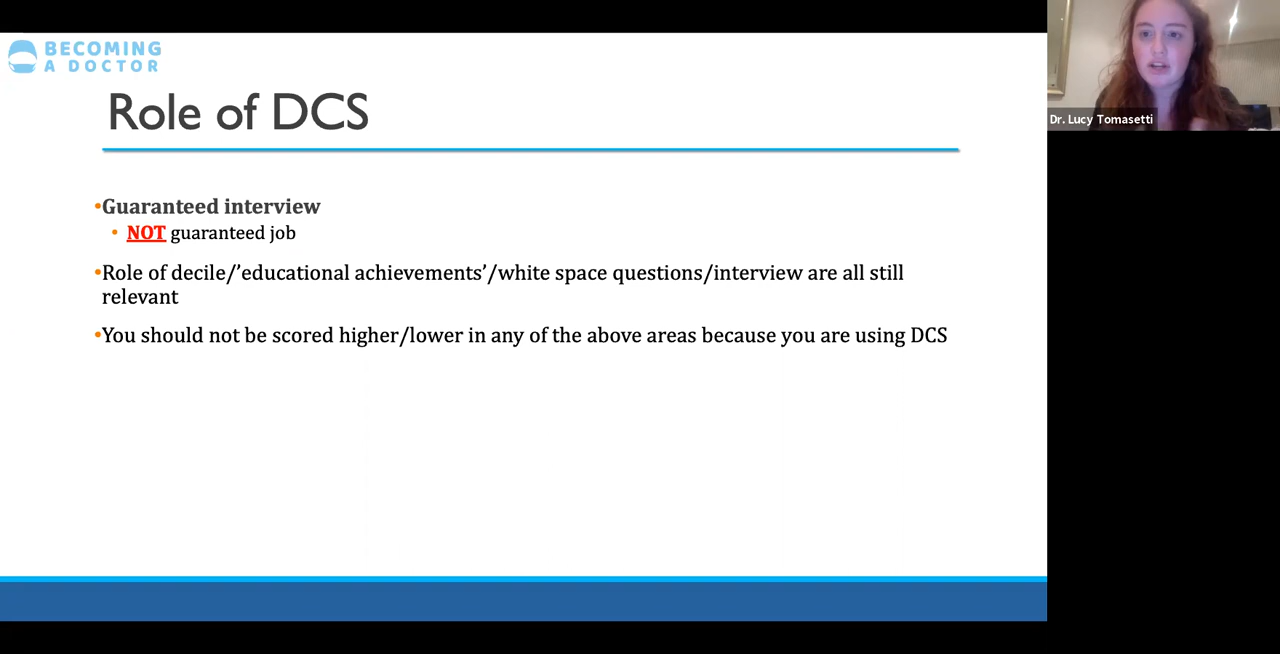 BECOMING
A DOCTOR
Role of DCS
•Guaranteed interview
• NOT guaranteed job
•Role of decile/’educational achievements’/white space questions/interview are all still
relevant
•You should not be scored higher/lower in any of the above areas because you are using DCS
Dr. Lucy Tomasetti